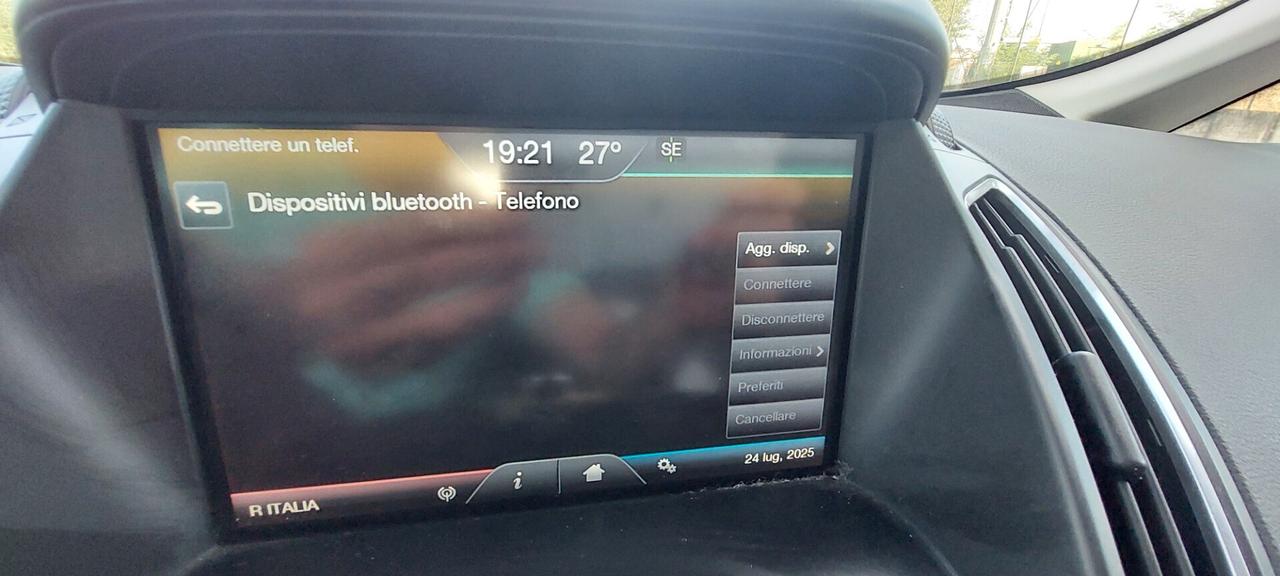 Connettere un telef.
19:21 27° SE
Dispositivi bluetooth - Telefono
Agg. disp.
Connettere
Disconnettere
Informazioni
Preferiti
Cancellare
24 lug, 2025
R ITALIA